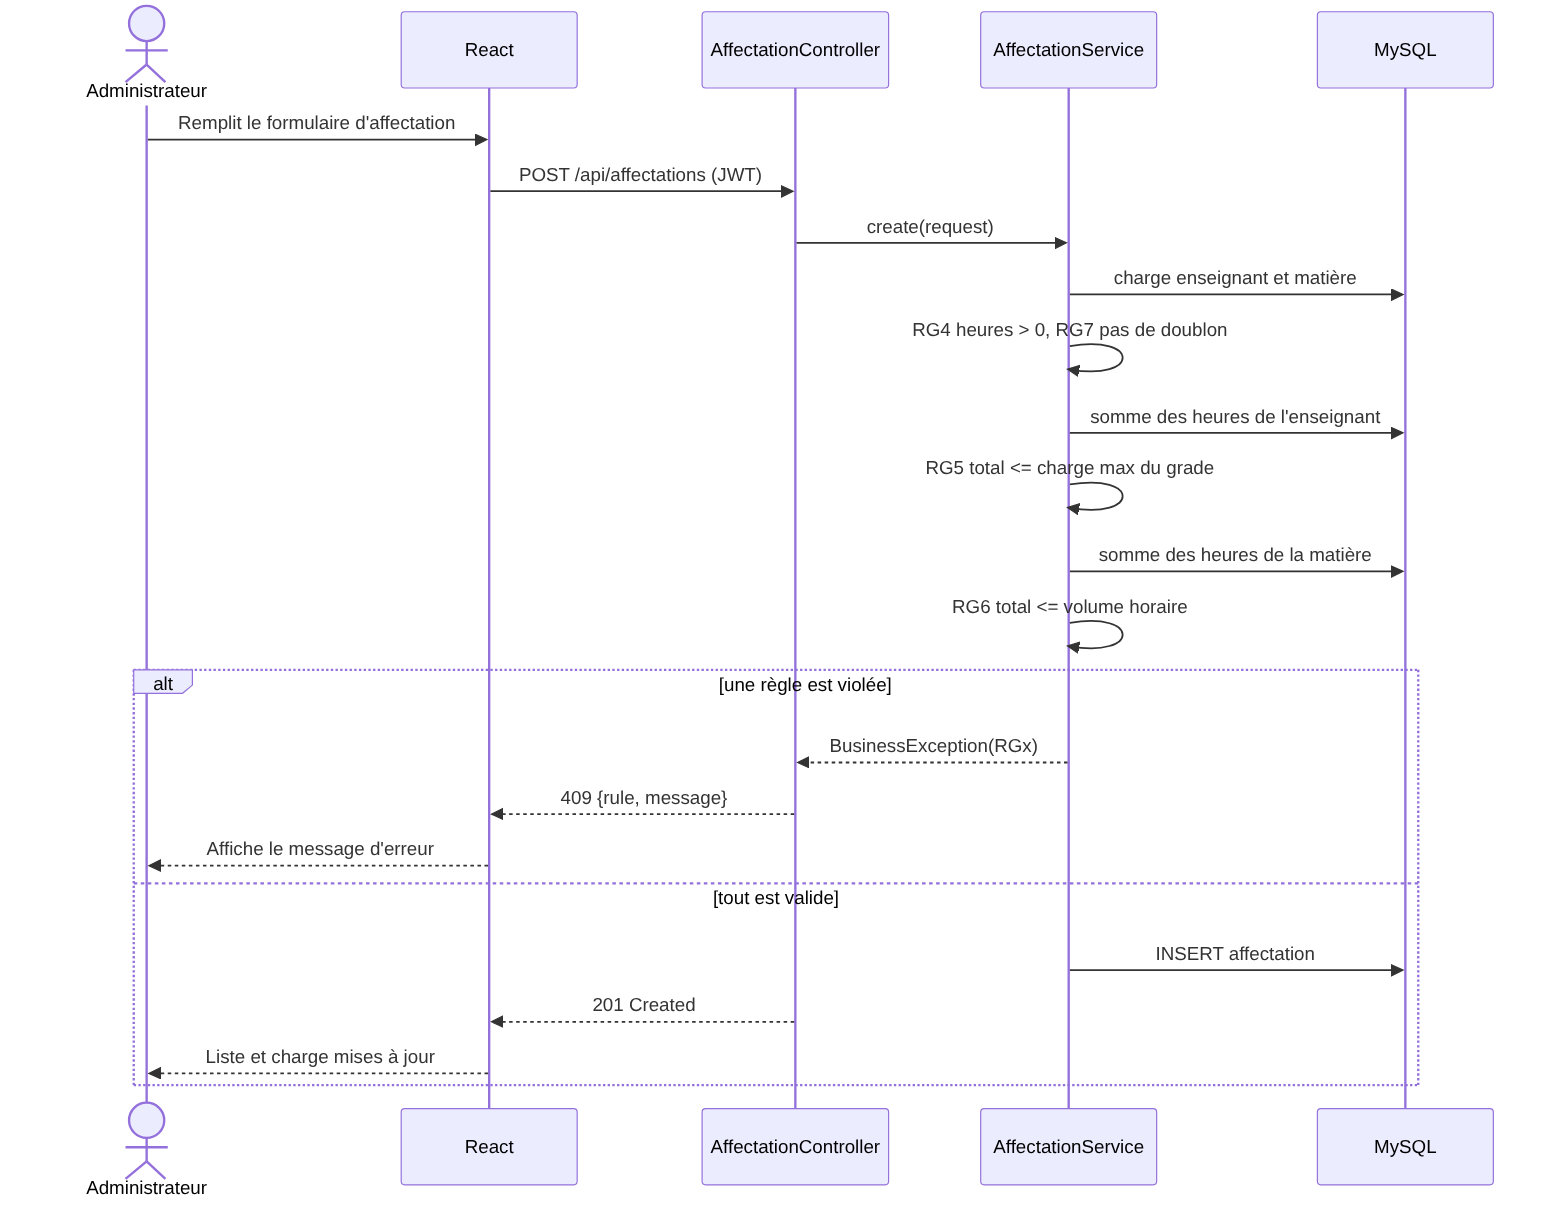 Administrateur
React
AffectationController
AffectationService
MySQL
Remplit le formulaire d'affectation
POST /api/affectations (JWT)
create(request)
charge enseignant et matière
RG4 heures > 0, RG7 pas de doublon
somme des heures de l'enseignant
RG5 total <= charge max du grade
somme des heures de la matière
RG6 total <= volume horaire
alt
[une règle est violée]
BusinessException(RGx)
409 {rule, message}
Affiche le message d'erreur
[tout est valide]
INSERT affectation
201 Created
Liste et charge mises à jour
Administrateur
React
AffectationController
AffectationService
MySQL